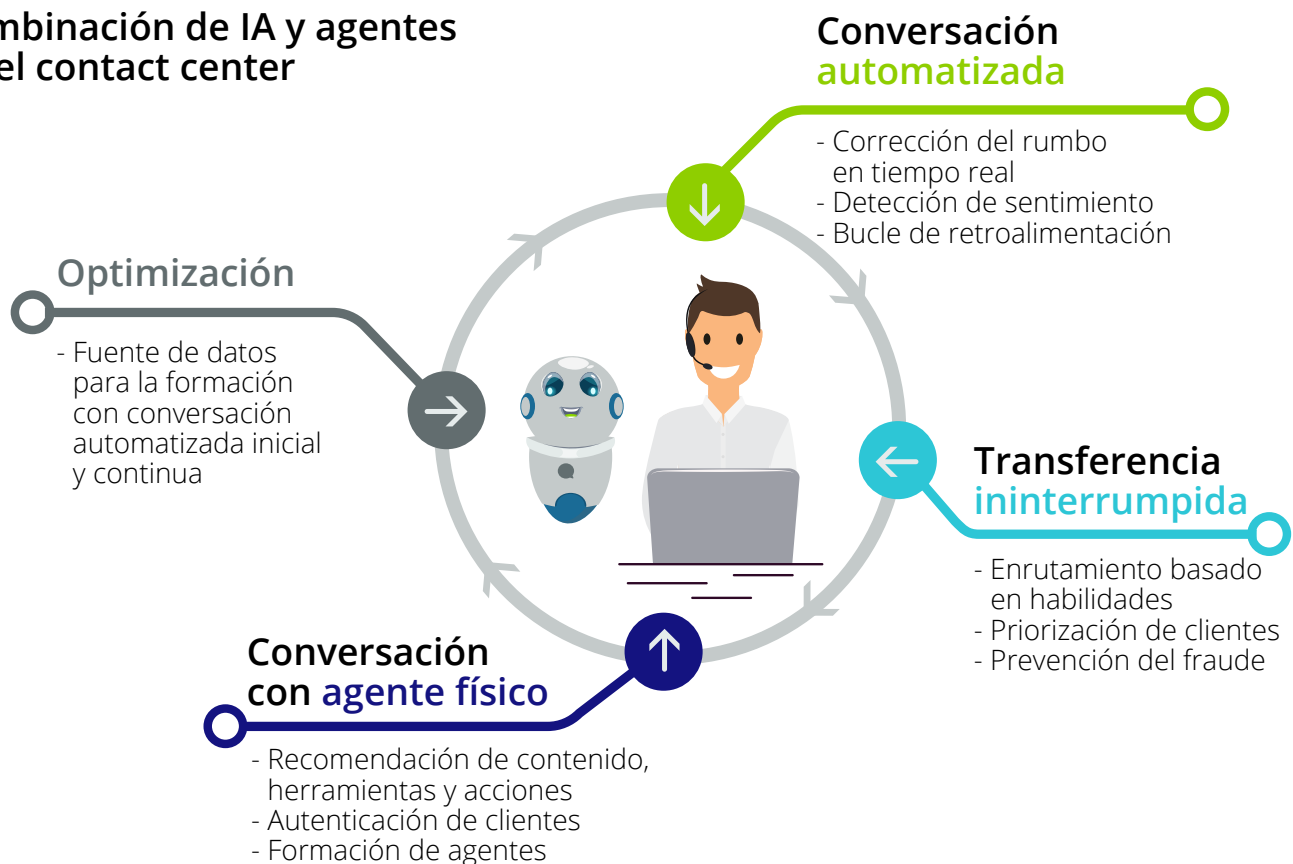 mbinación de IA y agentes
el contact center
Conversación
automatizada
- Corrección del rumbo
en tiempo real
- Detección de sentimiento
- Bucle de retroalimentación
Optimización
- Fuente de datos
para la formación
con conversación
automatizada inicial
y continua
Transferencia
ininterrumpida
- Enrutamiento basado
en habilidades
- Priorización de clientes
- Prevención del fraude
Conversación
con agente físico
- Recomendación de contenido,
herramientas y acciones
- Autenticación de clientes
- Formación de agentes